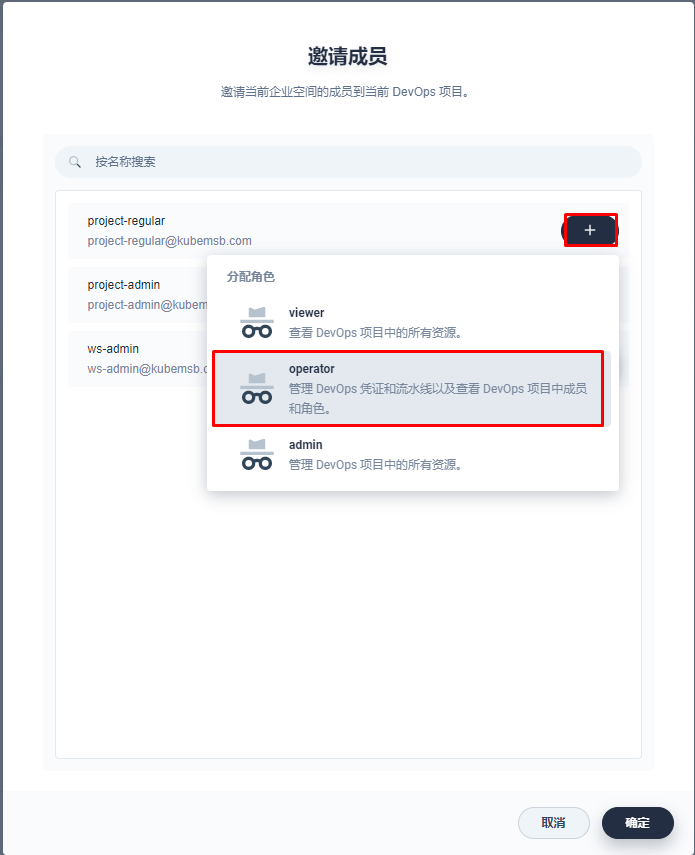 邀请成员
邀请当前企业空间的成员到当前 DevOps 项目。
按名称搜索
project-regular
project-regular@kubemsb.com
project-admin
project-admin@kubem
ws-admin
ws-admin@kubemsb.c
分配角色
viewer
查看 DevOps 项目中的所有资源。
operator
管理 DevOps 凭证和流水线以及查看 DevOps 项目中成员
和角色。
admin
管理 DevOps 项目中的所有资源。
取消
确定